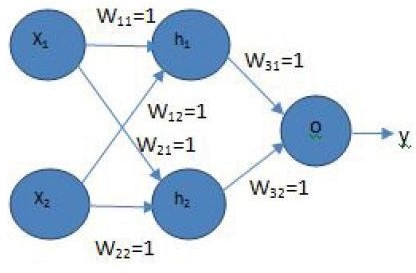 W₁₁=1
X₁
h₁
W₃₁=1
W₁₂=1
O
y
W₂₁=1
X₂
h₂
W₃₂=1
W₂₂=1